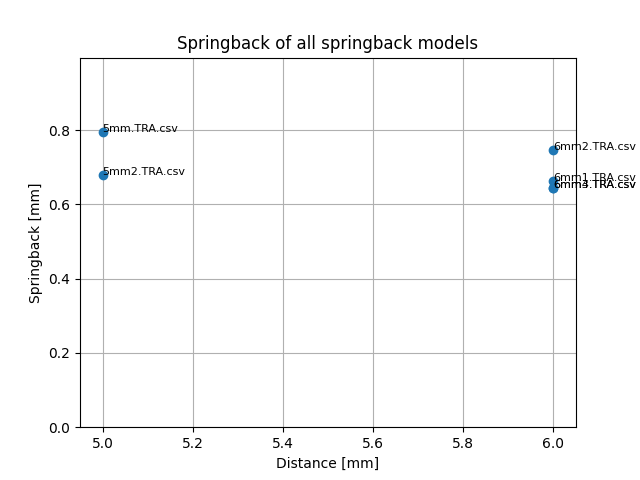 Springback of all springback models
Springback [mm]
0.8
0.6
0.4
0.2
0.0
5mm.TRA.csv
5mm2.TRA.csv
6mm2.TRA.csv
6mm1.TRA.csv
5.0 5.2 5.4 5.6 5.8 6.0
Distance [mm]